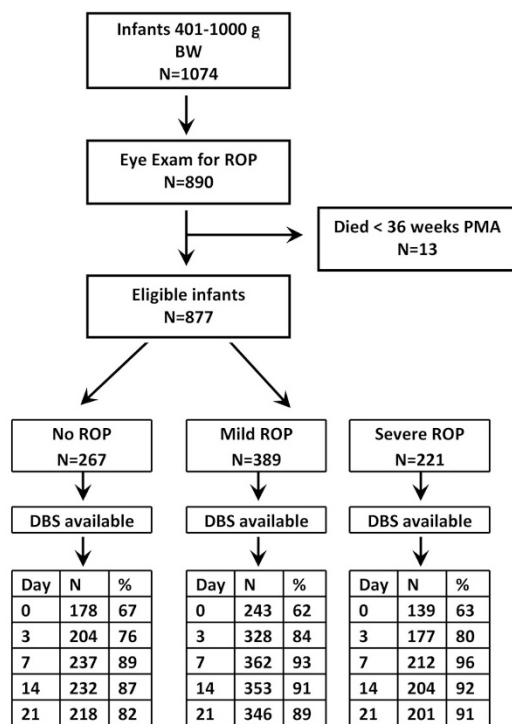 Infants 401-1000 g
BW
N=1074
Eye Exam for ROP
N=890
Died < 36 weeks PMA
N=13
Eligible infants
N=877
No ROP
N=267
Mild ROP
N=389
Severe ROP
N=221
DBS available
DBS available
DBS available
Day N %
0 178 67
3 204 76
7 237 89
14 232 87
21 218 82
Day N %
0 243 62
3 328 84
7 362 93
14 353 91
21 346 89
Day N %
0 139 63
3 177 80
7 212 96
14 204 92
21 201 91